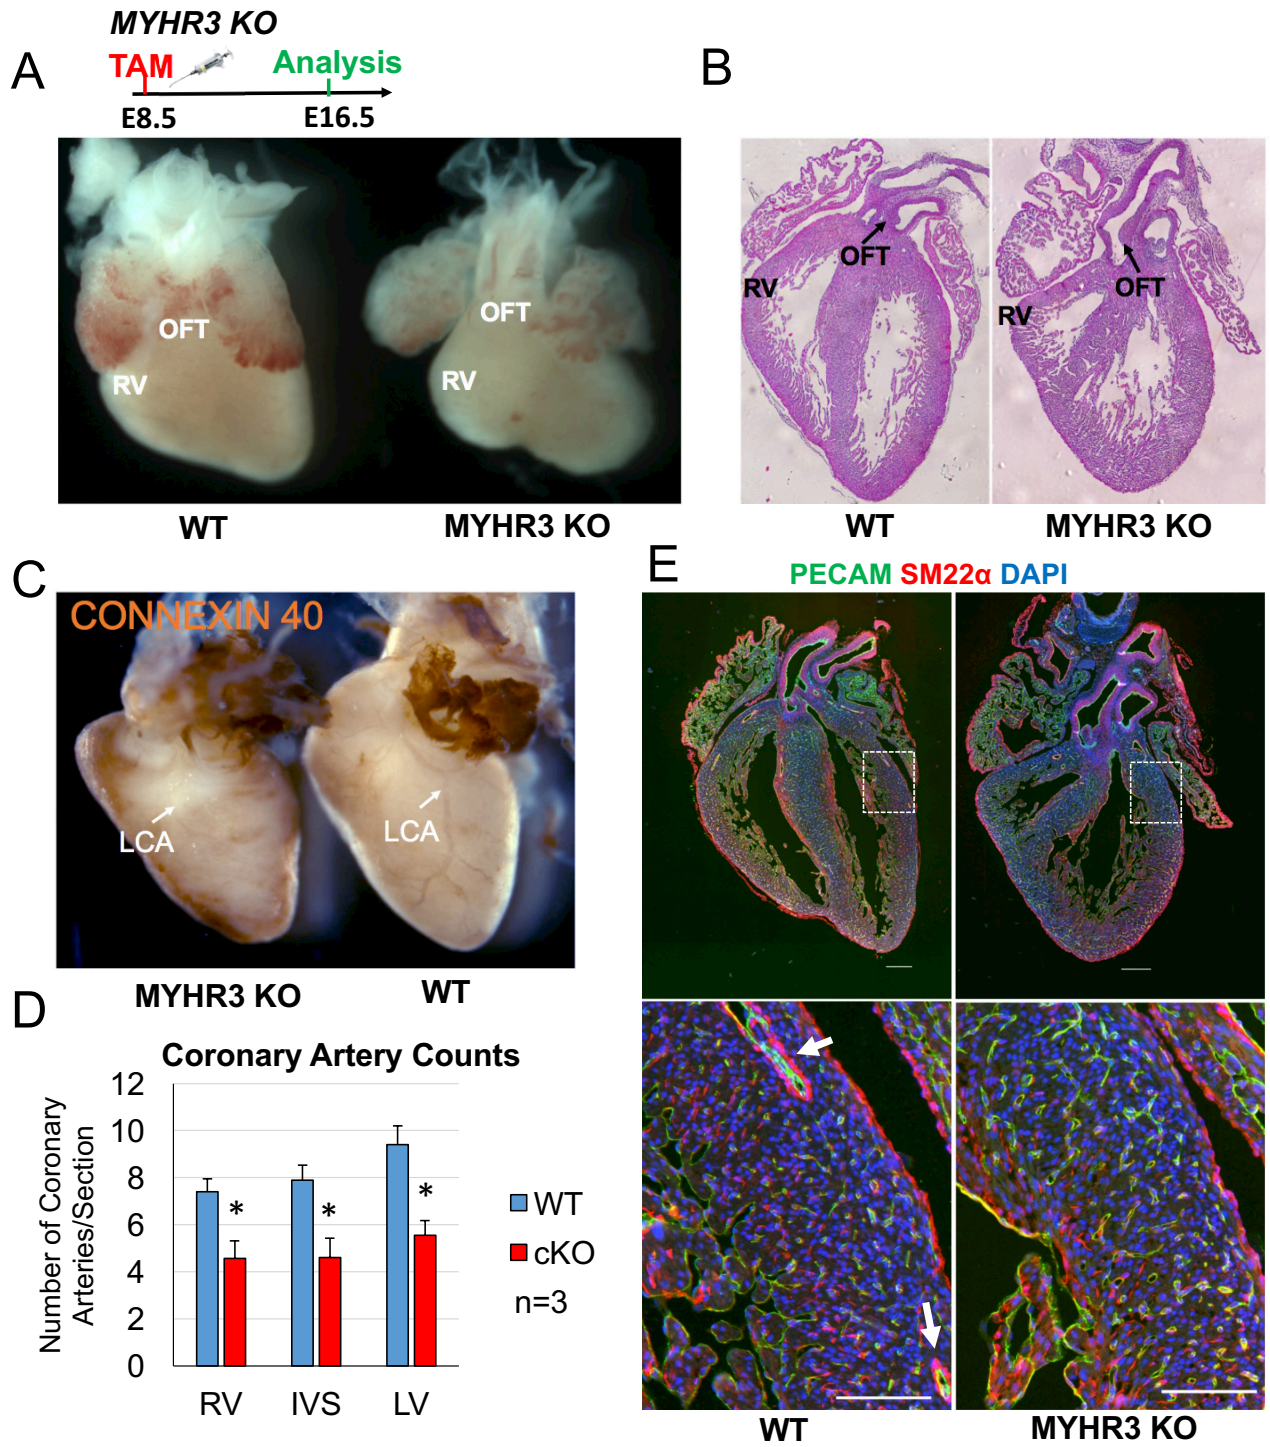 MYHR3 KO
A
TAM
Analysis
E8.5
E16.5
OFT
RV
OFT
RV
WT
MYHR3 KO
B
OFT
RV
OFT
RV
WT
MYHR3 KO
C
CONNEXIN 40
LCA
LCA
MYHR3 KO
WT
D
Coronary Artery Counts
Number of Coronary
Arteries/Section
12
10
8
6
4
2
0
*
*
*
RV
IVS
LV
WT
cKO
n=3
E
PECAM SM22α DAPI
WT
MYHR3 KO